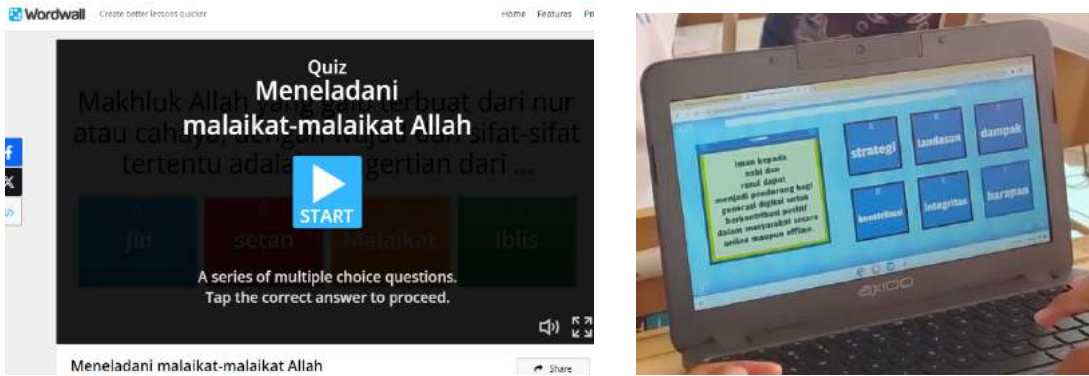 Wordwall Create better lessons quicker
Home Features Pri
Quiz
Meneladani
malaikat-malaikat Allah
Makhluk Allah yang gaib terbuat dari nur
atau cahaya, dengan wujud dan sifat-sifat
tertentu adalah pengertian dari ...
START
Jin setan Malaikat Iblis
A series of multiple choice questions.
Tap the correct answer to proceed.
Meneladani malaikat-malaikat Allah
Share
Iman kepada
nabi dan
rasul dapat
menjadi pendorong bagi
generasi digital untuk
berkontribusi positif
dalam masyarakat secara
online maupun offline.
strategi landasan dampak
kontribusi integritas harapan
axioo